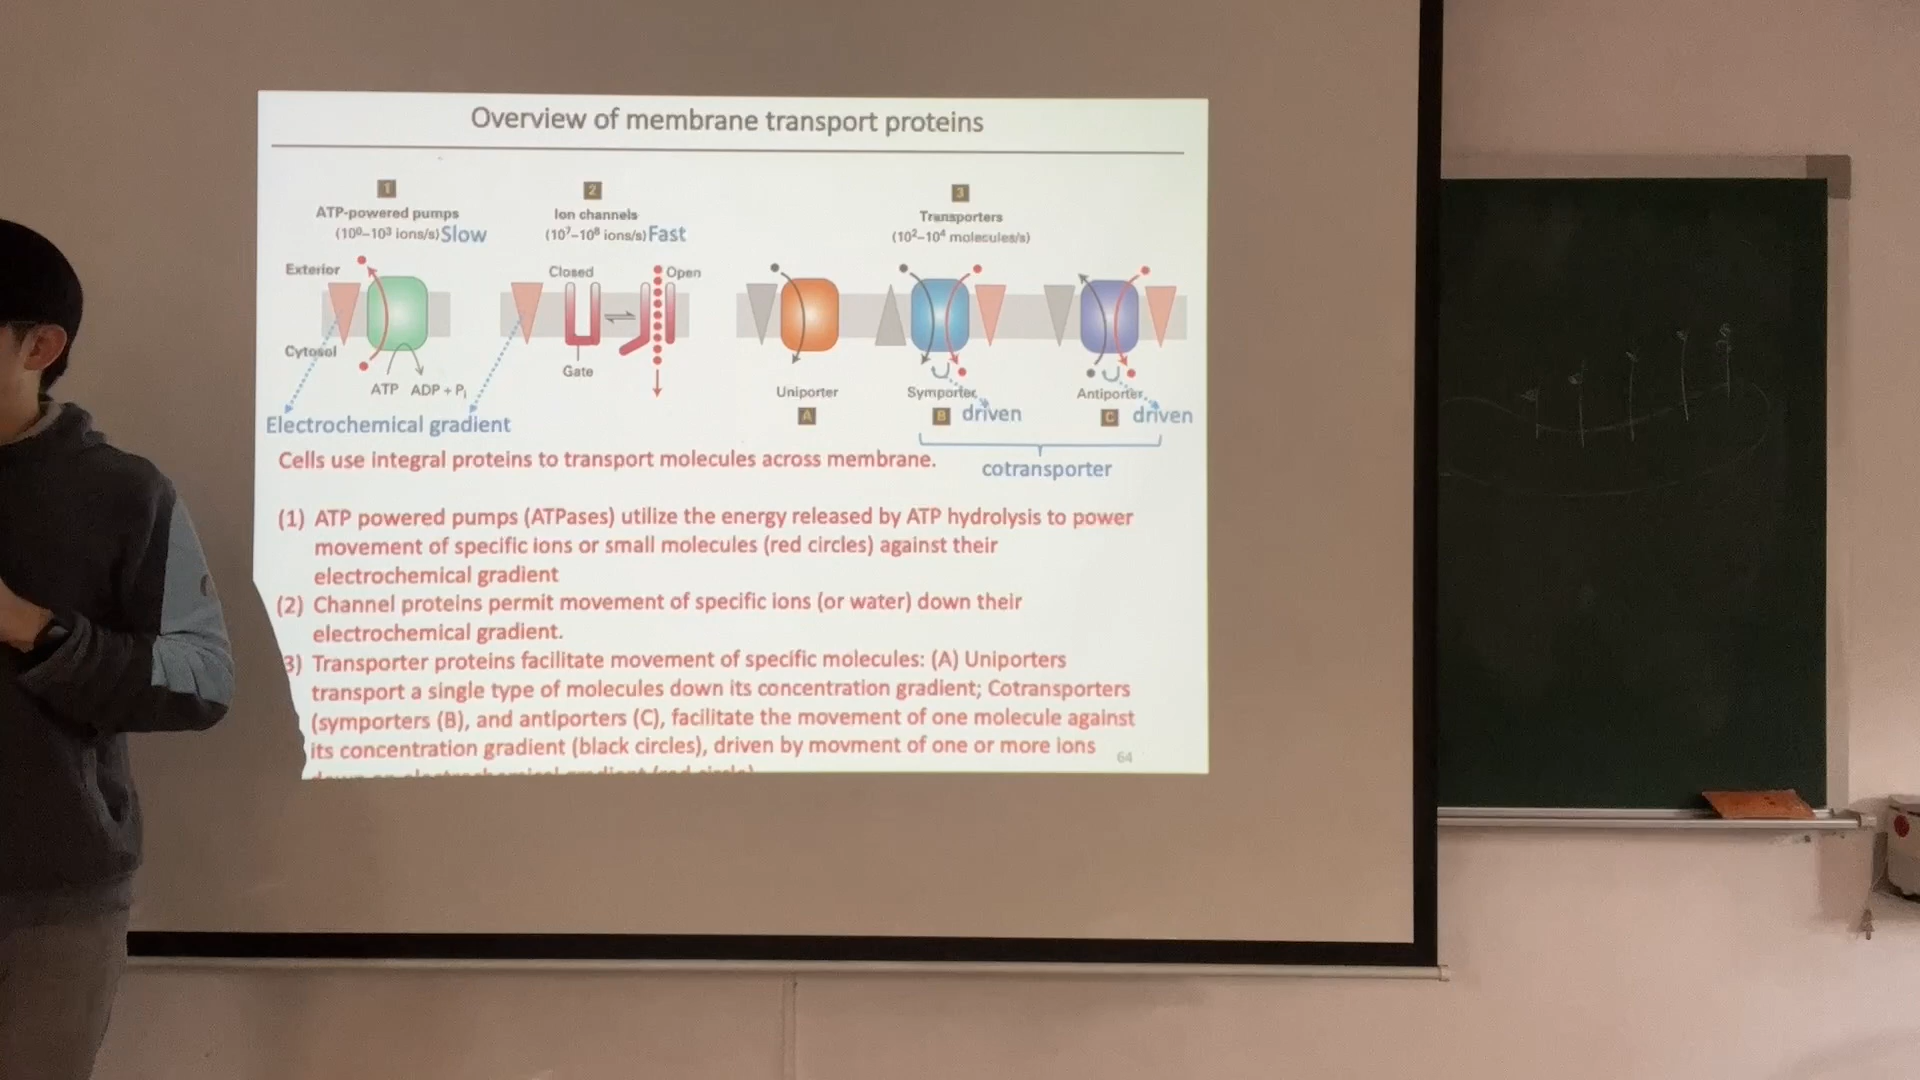 Overview of membrane transport proteins
1
ATP-powered pumps
(10⁰–10³ ions/s) Slow
2
Ion channels
(10⁷–10⁸ ions/s) Fast
3
Transporters
(10²–10⁴ molecules/s)
Exterior
Closed
Open
Cytosol
Gate
ATP ADP + Pi
Uniporter
A
Symporter
B driven
Antiporter
C driven
Electrochemical gradient
cotransporter
Cells use integral proteins to transport molecules across membrane.
(1) ATP powered pumps (ATPases) utilize the energy released by ATP hydrolysis to power
movement of specific ions or small molecules (red circles) against their
electrochemical gradient
(2) Channel proteins permit movement of specific ions (or water) down their
electrochemical gradient.
3) Transporter proteins facilitate movement of specific molecules: (A) Uniporters
transport a single type of molecules down its concentration gradient; Cotransporters
(symporters (B), and antiporters (C), facilitate the movement of one molecule against
its concentration gradient (black circles), driven by movment of one or more ions
64